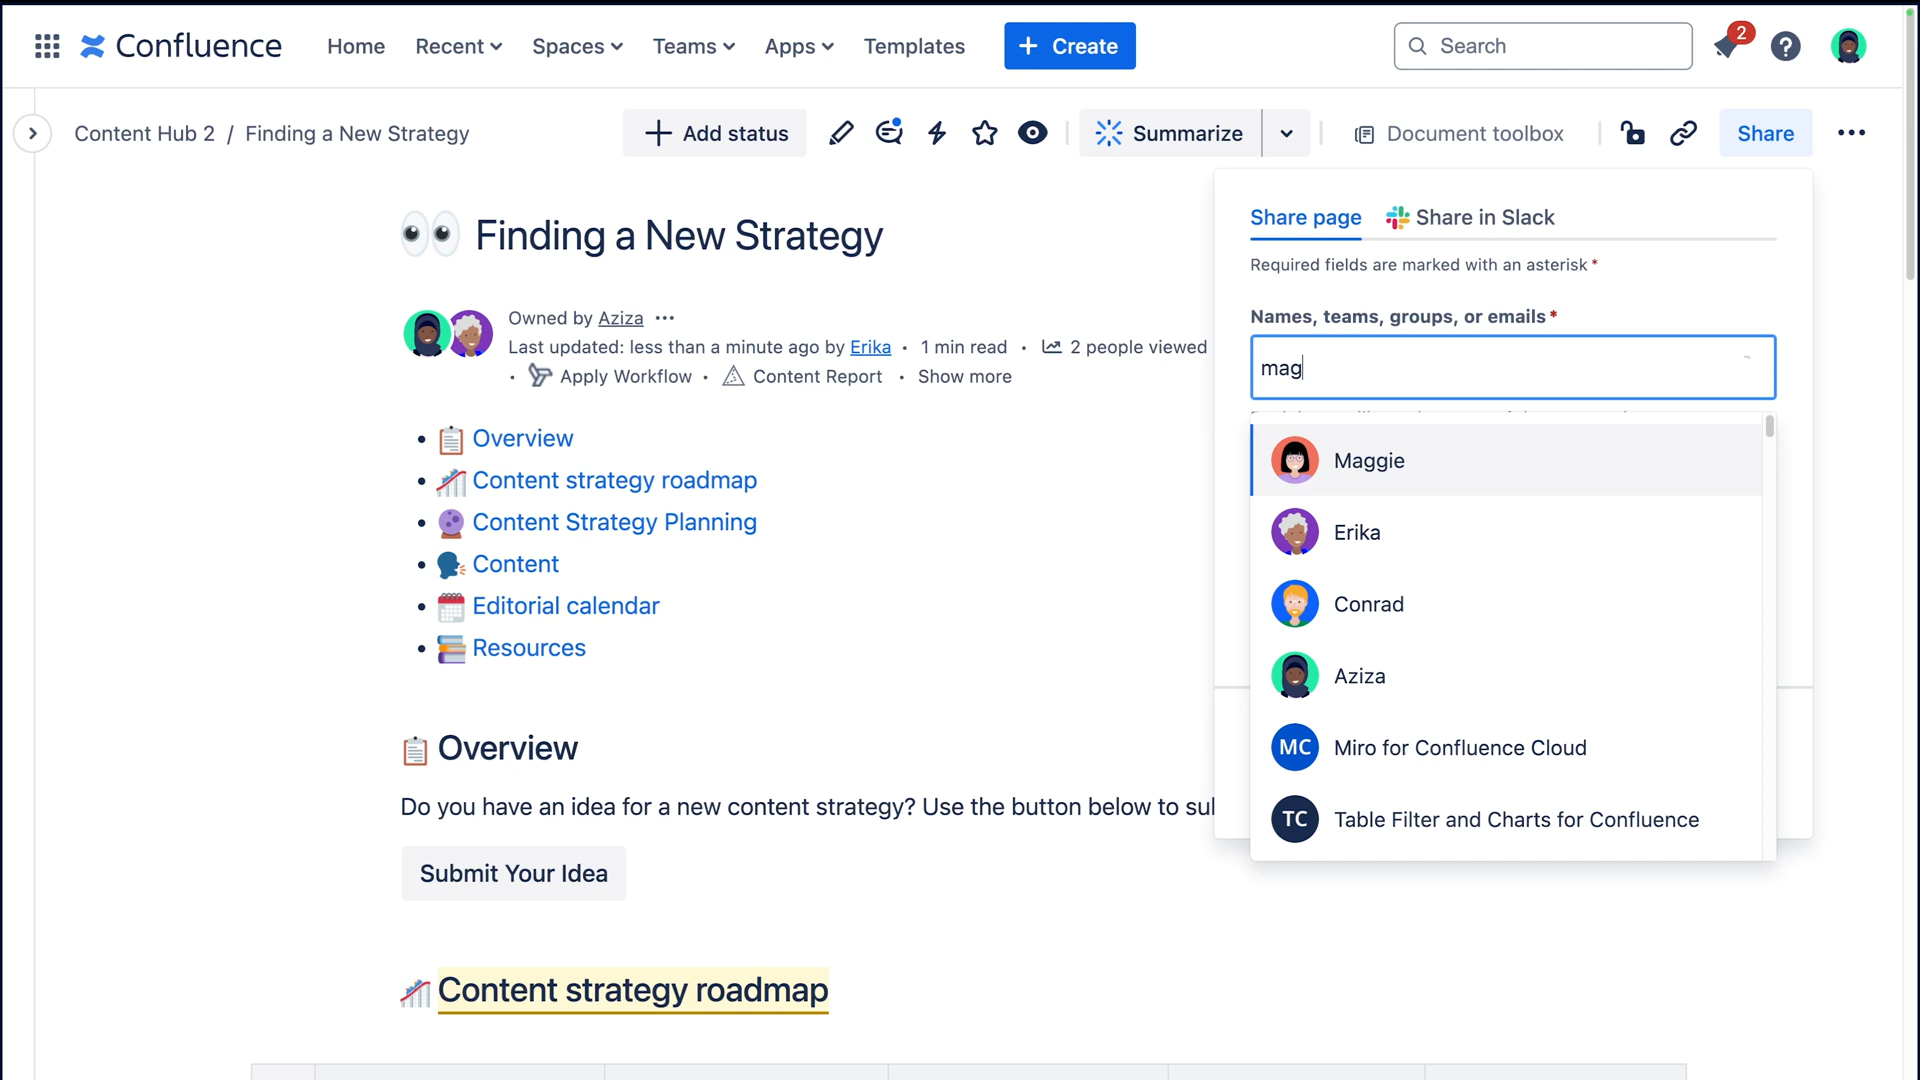 Confluence Home Recent Spaces Teams Apps Templates + Create Search 2 ?
Content Hub 2 / Finding a New Strategy + Add status Summarize Document toolbox Share
Finding a New Strategy
Owned by Aziza
Last updated: less than a minute ago by Erika • 1 min read • 2 people viewed
• Apply Workflow • Content Report • Show more
• Overview
• Content strategy roadmap
• Content Strategy Planning
• Content
• Editorial calendar
• Resources
Overview
Do you have an idea for a new content strategy? Use the button below to
Submit Your Idea
Content strategy roadmap
Share page Share in Slack
Required fields are marked with an asterisk *
Names, teams, groups, or emails *
mag
Maggie
Erika
Conrad
Aziza
MC Miro for Confluence Cloud
TC Table Filter and Charts for Confluence